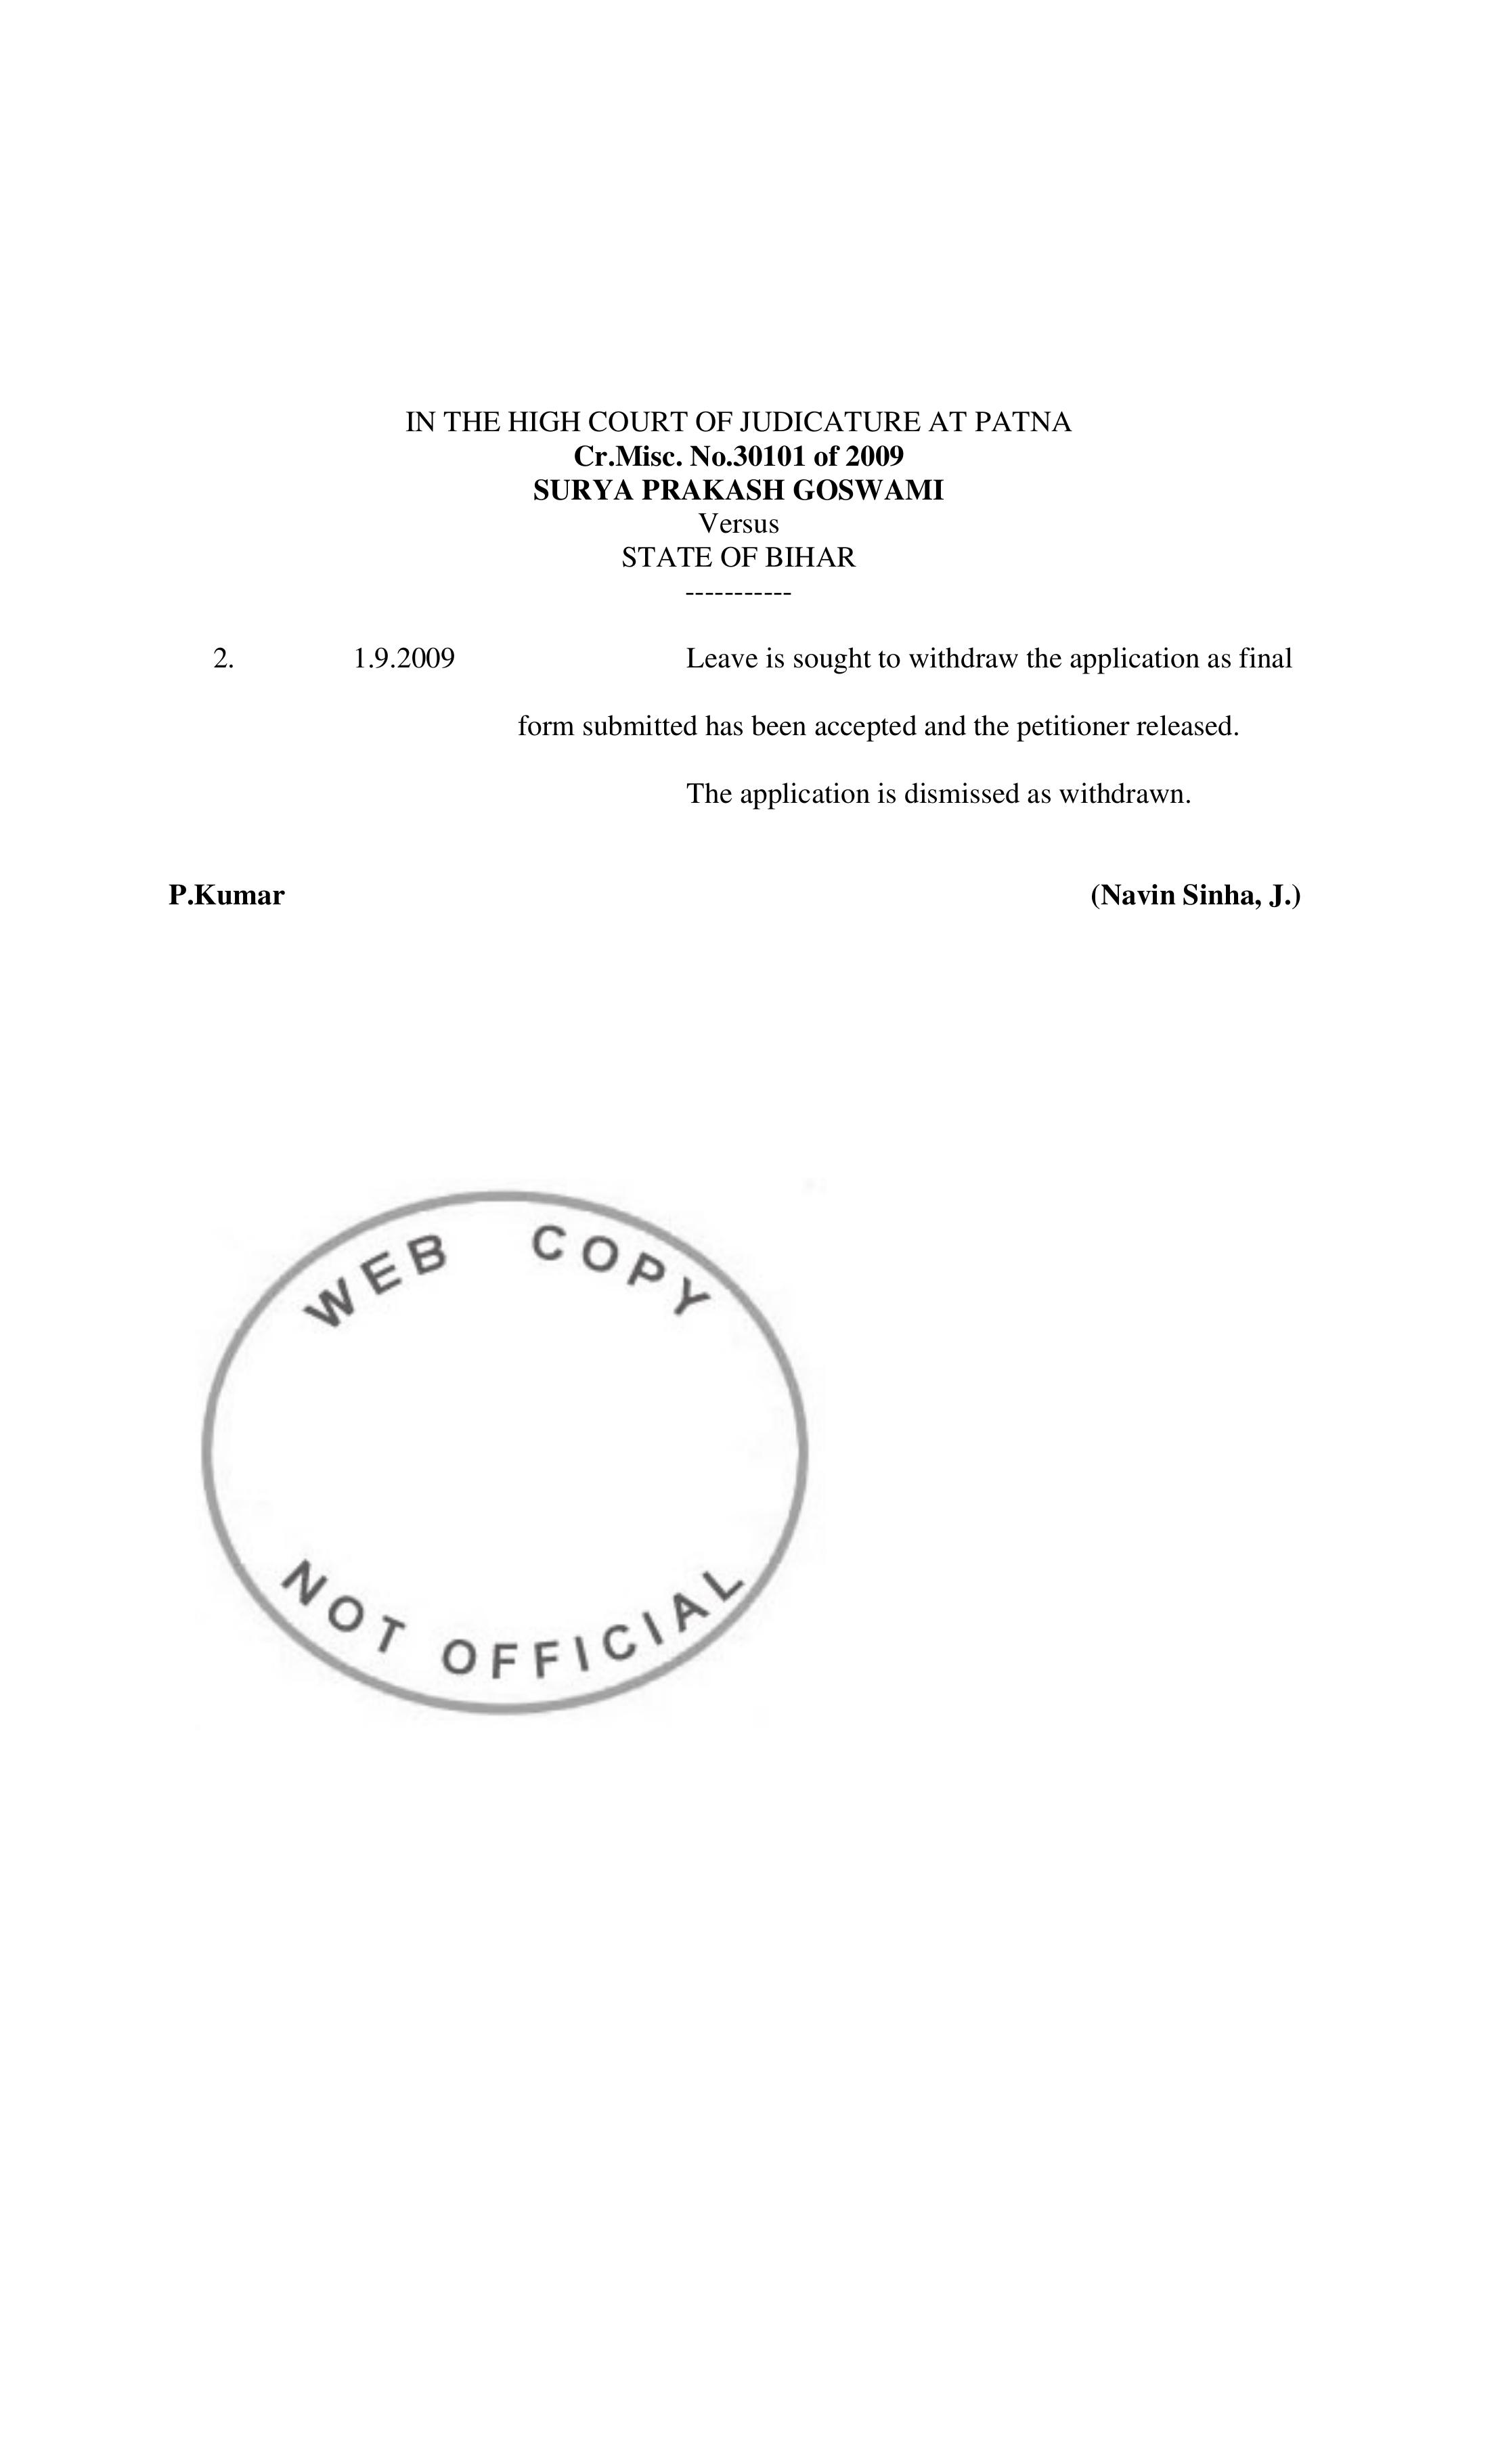 IN THE HIGH COURT OF JUDICATURE AT PATNA
Cr.Misc. No.30101 of 2009
SURYA PRAKASH GOSWAMI
Versus
STATE OF BIHAR
-----------
2. 1.9.2009 Leave is sought to withdraw the application as final
form submitted has been accepted and the petitioner released.
The application is dismissed as withdrawn.
P.Kumar (Navin Sinha, J.)
WEB COPY
NOT OFFICIAL